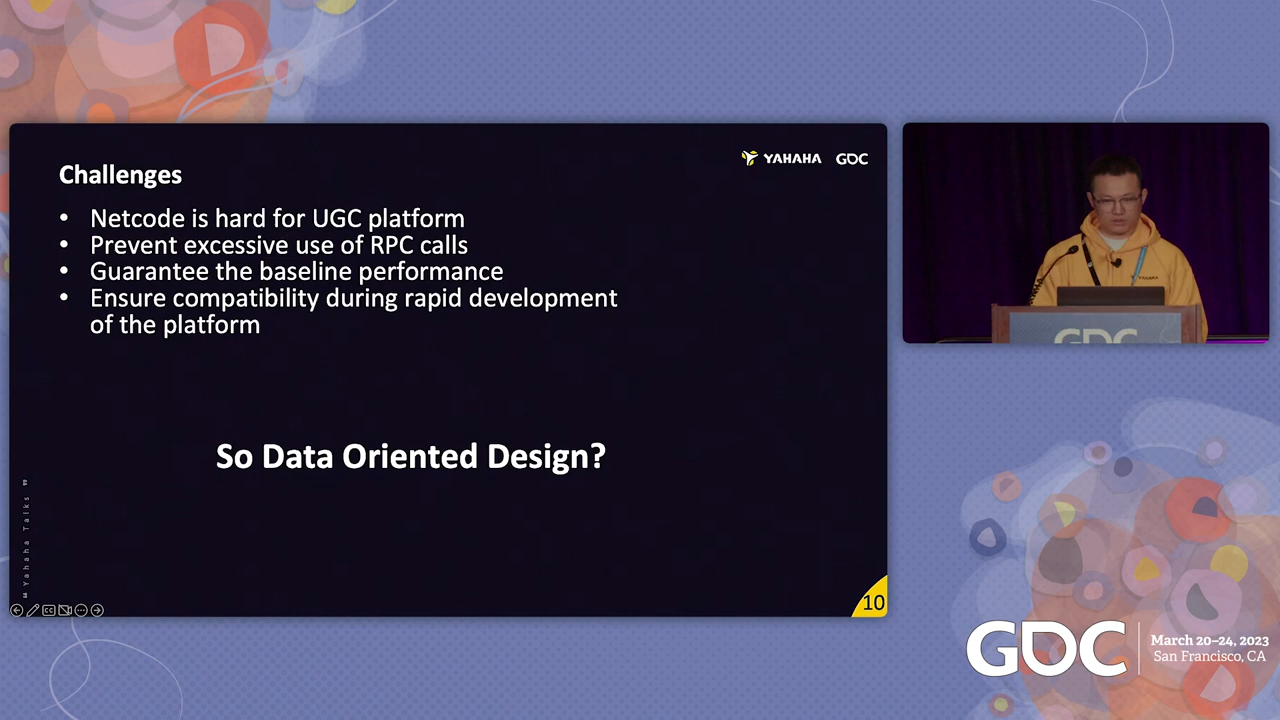 YAHAHA GDC
Challenges
• Netcode is hard for UGC platform
• Prevent excessive use of RPC calls
• Guarantee the baseline performance
• Ensure compatibility during rapid development
of the platform
So Data Oriented Design?
❝ Yahaha Talks ❞
10
YAHAHA
GDC
GDC
March 20–24, 2023
San Francisco, CA